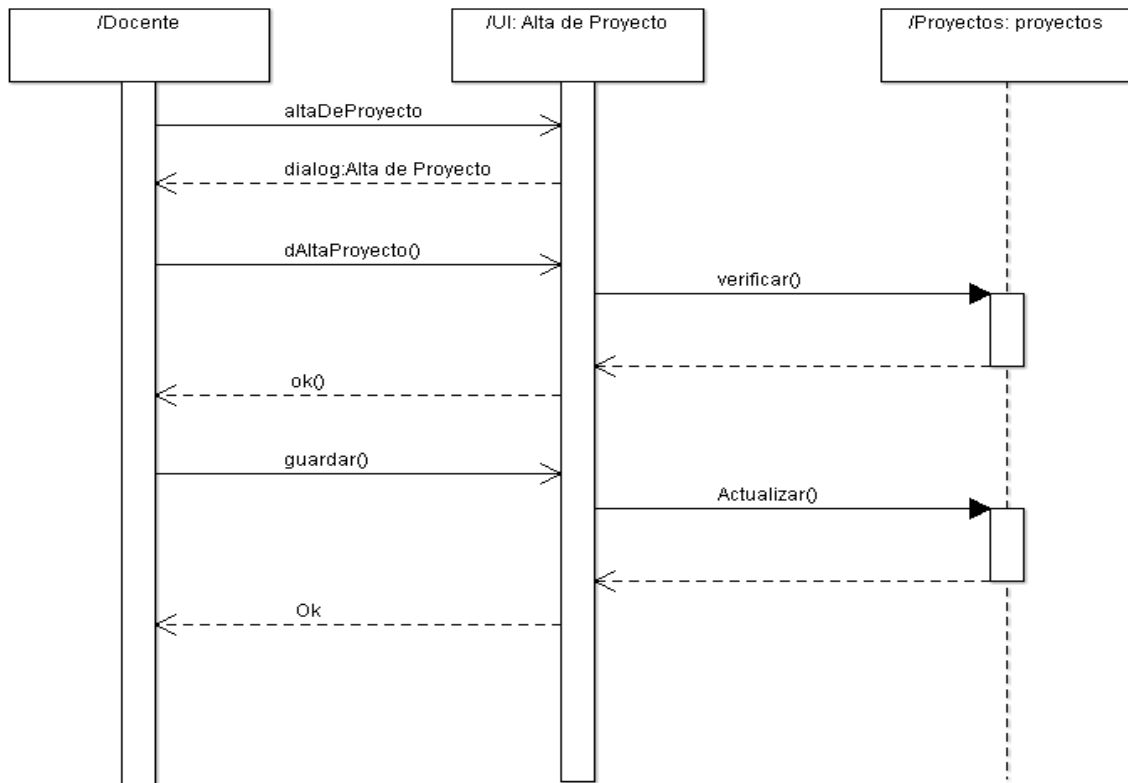 /Docente
/UI: Alta de Proyecto
/Proyectos: proyectos
altaDeProyecto
dialog:Alta de Proyecto
dAltaProyecto()
verificar()
ok()
guardar()
Actualizar()
Ok